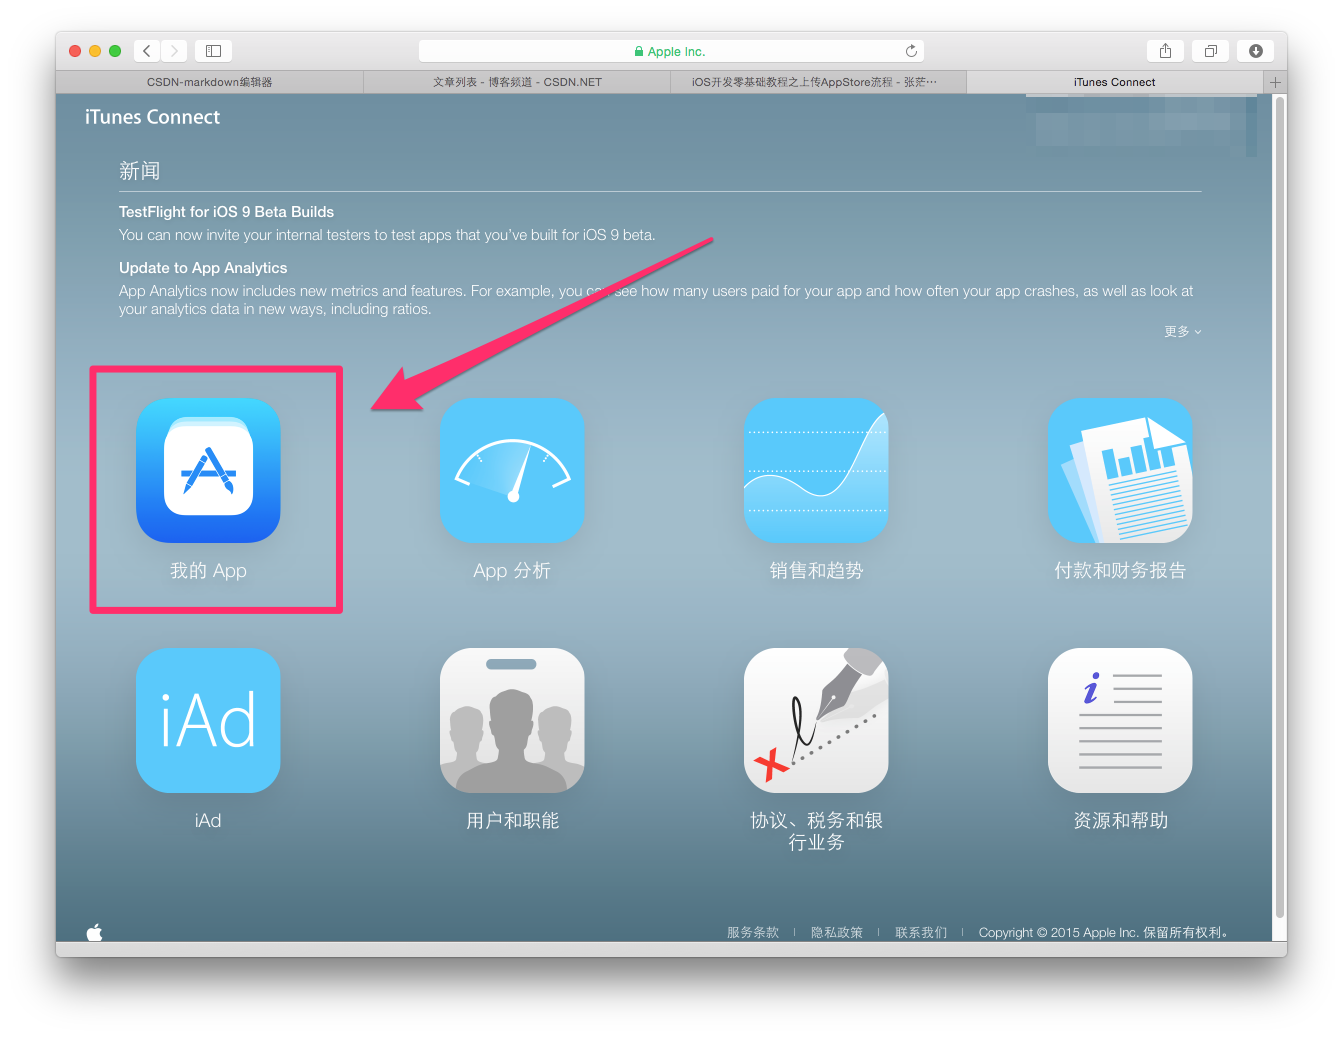 Apple Inc.
CSDN-markdown编辑器
文章列表 - 博客频道 - CSDN.NET
iOS开发零基础教程之上传AppStore流程 - 张茫…
iTunes Connect
iTunes Connect
新闻
TestFlight for iOS 9 Beta Builds
You can now invite your internal testers to test apps that you've built for iOS 9 beta.
Update to App Analytics
App Analytics now includes new metrics and features. For example, you can see how many users paid for your app and how often your app crashes, as well as look at
your analytics data in new ways, including ratios.
更多
我的 App
App 分析
销售和趋势
付款和财务报告
iAd
i
iAd
用户和职能
协议、税务和银
行业务
资源和帮助
服务条款
隐私政策
联系我们
Copyright © 2015 Apple Inc. 保留所有权利。